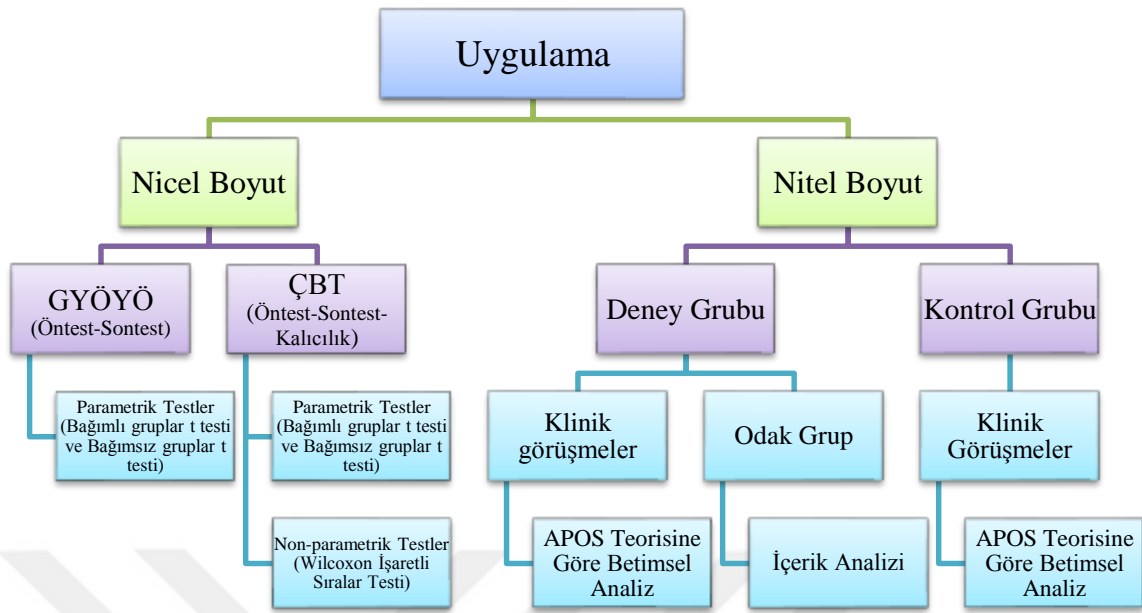 Uygulama
Nicel Boyut
Nitel Boyut
GYÖYÖ
(Öntest-Sontest)
ÇBT
(Öntest-Sontest-
Kalıcılık)
Deney Grubu
Kontrol Grubu
Parametrik Testler
(Bağımlı gruplar t testi
ve Bağımsız gruplar t
testi)
Parametrik Testler
(Bağımlı gruplar t testi
ve Bağımsız gruplar t
testi)
Klinik
görüşmeler
Odak Grup
Klinik
Görüşmeler
Non-parametrik Testler
(Wilcoxon İşaretli
Sıralar Testi)
APOS Teorisine
Göre Betimsel
Analiz
İçerik Analizi
APOS Teorisine
Göre Betimsel
Analiz